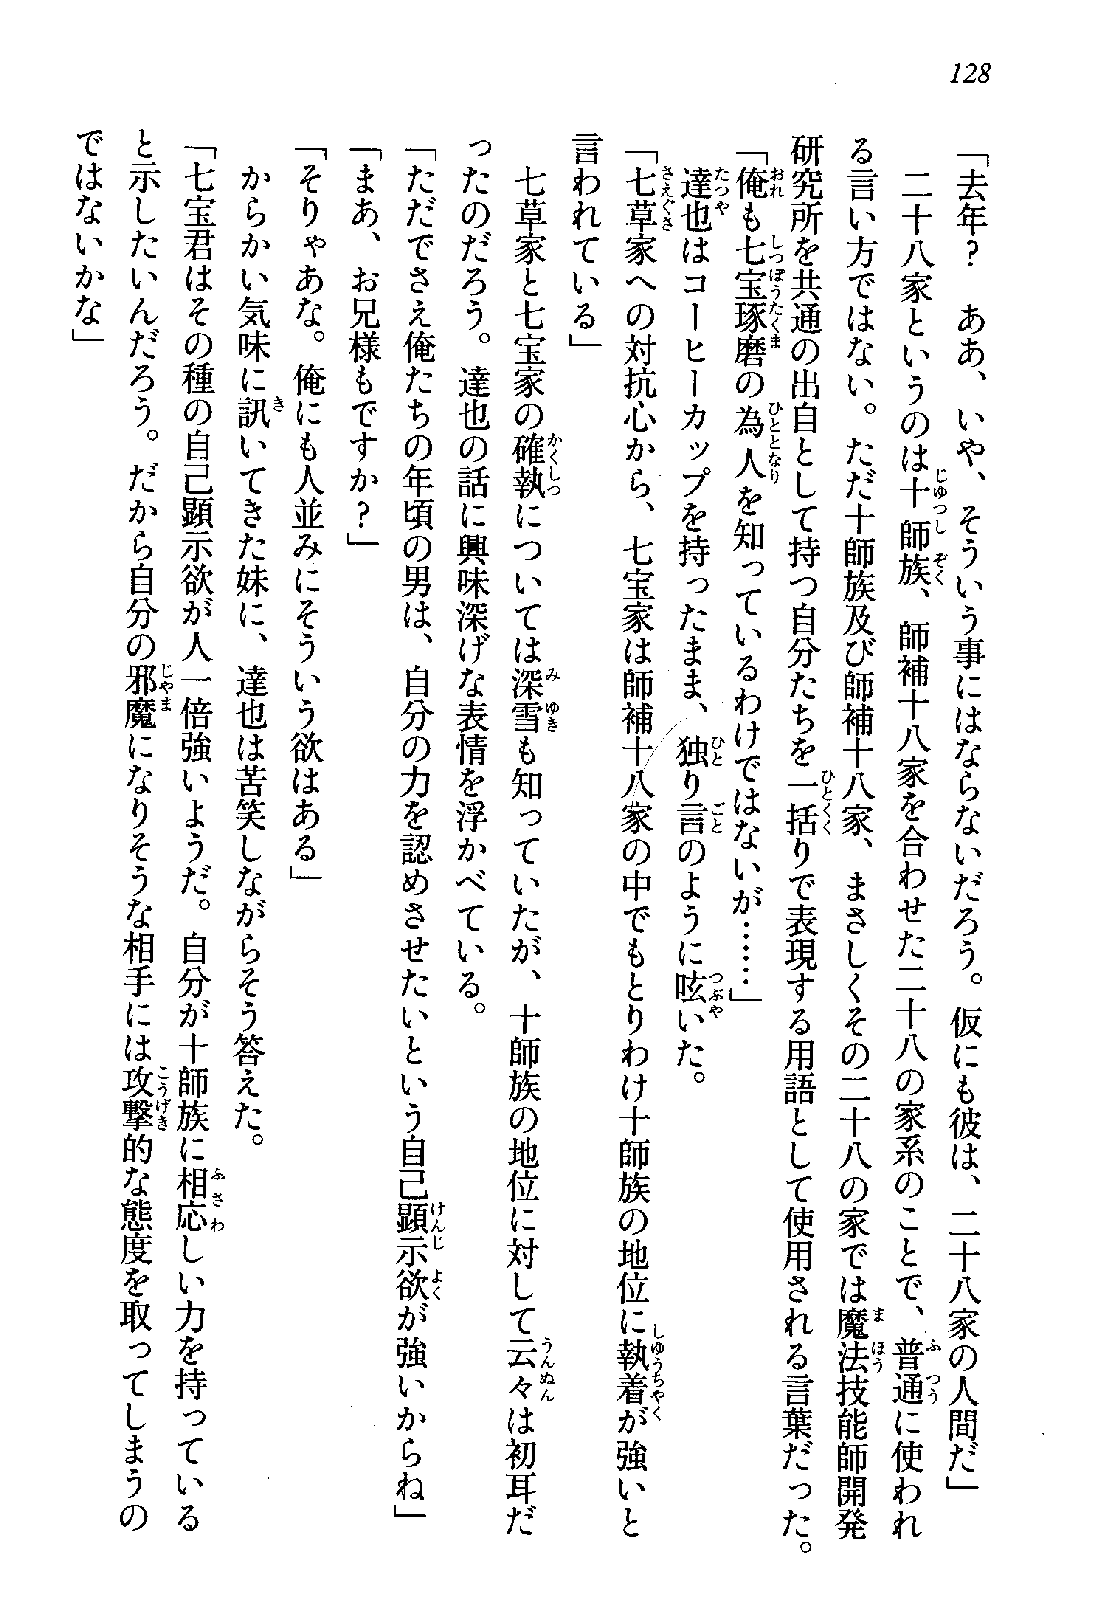 128
「去年？　ああ、いや、そういう事にはならないだろう。仮にも彼は、二十八家の人間だ」
二十八家というのは十師族、師補十八家を合わせた二十八の家系のことで、普通に使われ
る言い方ではない。ただ十師族及び師補十八家、まさしくその二十八の家では魔法技能師開発
研究所を共通の出自として持つ自分たちを一括りで表現する用語として使用される言葉だった。
「俺も七宝琢磨の為人を知っているわけではないが……」
達也はコーヒーカップを持ったまま、独り言のように呟いた。
「七草家への対抗心から、七宝家は師補十八家の中でもとりわけ十師族の地位に執着が強いと
言われている」
七草家と七宝家の確執については深雪も知っていたが、十師族の地位に対して云々は初耳だ
ったのだろう。達也の話に興味深げな表情を浮かべている。
「ただでさえ俺たちの年頃の男は、自分の力を認めさせたいという自己顕示欲が強いからね」
「まあ、お兄様もですか？」
「そりゃあな。俺にも人並みにそういう欲はある」
からかい気味に訊いてきた妹に、達也は苦笑しながらそう答えた。
「七宝君はその種の自己顕示欲が人一倍強いようだ。自分が十師族に相応しい力を持っている
と示したいんだろう。だから自分の邪魔になりそうな相手には攻撃的な態度を取ってしまうの
ではないかな」